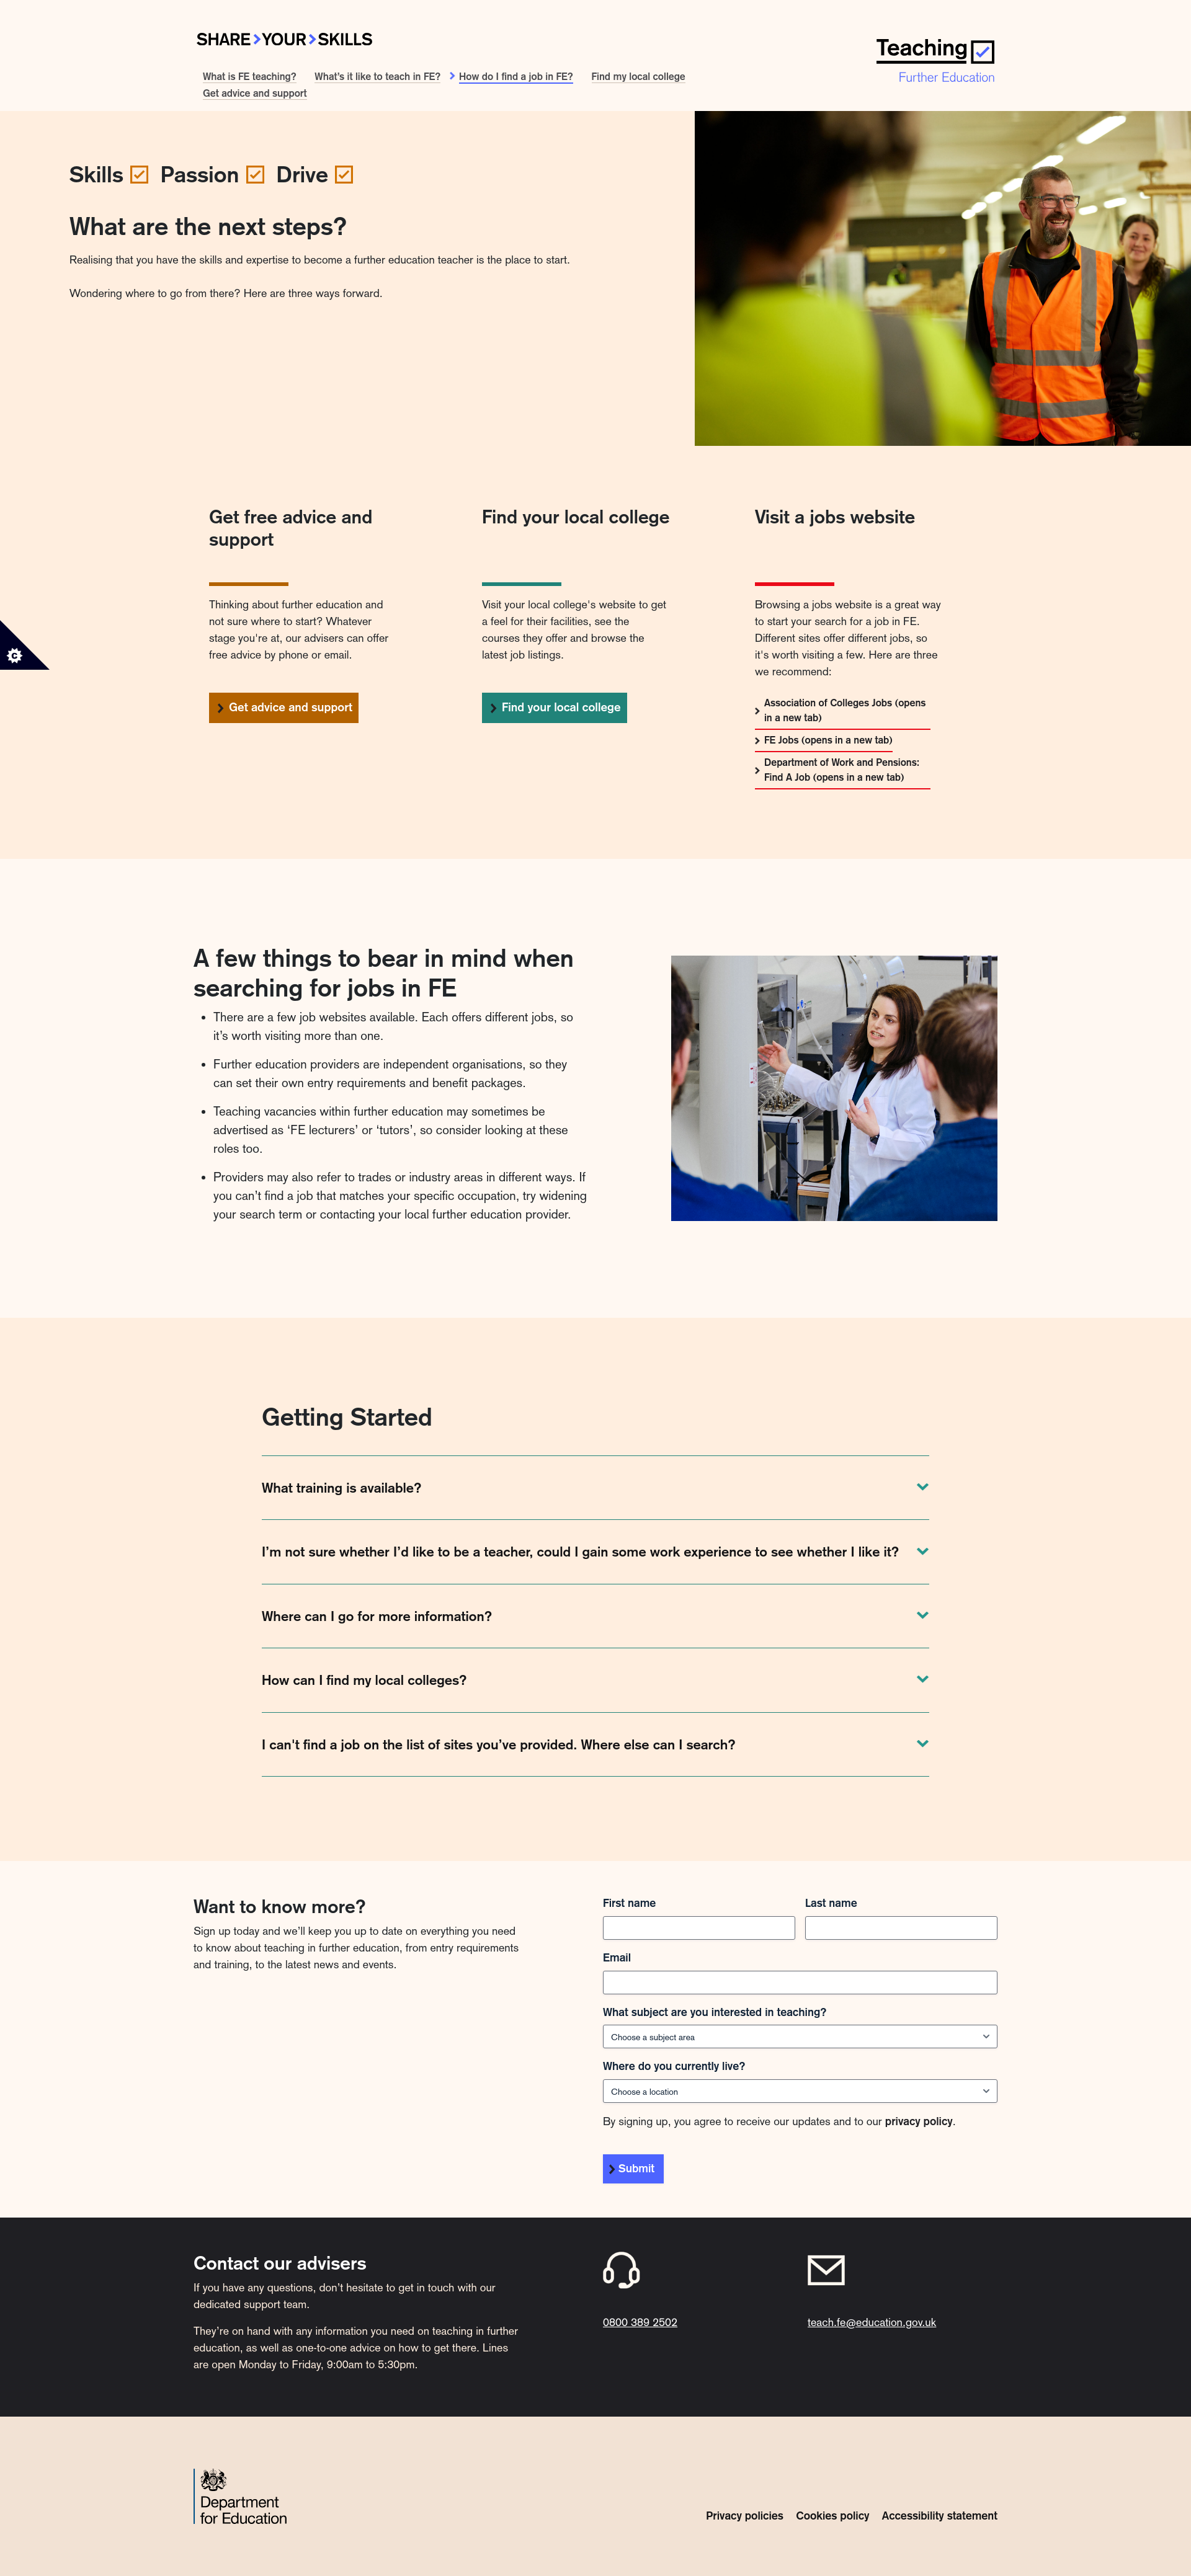 SHARE YOUR SKILLS
Teaching
Further Education
What is FE teaching? What's it like to teach in FE? How do I find a job in FE? Find my local college
Get advice and support
Skills Passion Drive
What are the next steps?
Realising that you have the skills and expertise to become a further education teacher is the place to start.
Wondering where to go from there? Here are three ways forward.
Get free advice and
support
Thinking about further education and
not sure where to start? Whatever
stage you're at, our advisers can offer
free advice by phone or email.
Get advice and support
Find your local college
Visit your local college's website to get
a feel for their facilities, see the
courses they offer and browse the
latest job listings.
Find your local college
Visit a jobs website
Browsing a jobs website is a great way
to start your search for a job in FE.
Different sites offer different jobs, so
it's worth visiting a few. Here are three
we recommend:
Association of Colleges Jobs (opens
in a new tab)
FE Jobs (opens in a new tab)
Department of Work and Pensions:
Find A Job (opens in a new tab)
A few things to bear in mind when
searching for jobs in FE
• There are a few job websites available. Each offers different jobs, so
it's worth visiting more than one.
• Further education providers are independent organisations, so they
can set their own entry requirements and benefit packages.
• Teaching vacancies within further education may sometimes be
advertised as ‘FE lecturers’ or ‘tutors’, so consider looking at these
roles too.
• Providers may also refer to trades or industry areas in different ways. If
you can’t find a job that matches your specific occupation, try widening
your search term or contacting your local further education provider.
Getting Started
What training is available?
I’m not sure whether I’d like to be a teacher, could I gain some work experience to see whether I like it?
Where can I go for more information?
How can I find my local colleges?
I can't find a job on the list of sites you’ve provided. Where else can I search?
Want to know more?
Sign up today and we’ll keep you up to date on everything you need
to know about teaching in further education, from entry requirements
and training, to the latest news and events.
First name Last name
Email
What subject are you interested in teaching?
Choose a subject area
Where do you currently live?
Choose a location
By signing up, you agree to receive our updates and to our privacy policy.
Submit
Contact our advisers
If you have any questions, don’t hesitate to get in touch with our
dedicated support team.
They’re on hand with any information you need on teaching in further
education, as well as one-to-one advice on how to get there. Lines
are open Monday to Friday, 9:00am to 5:30pm.
0800 389 2502
teach.fe@education.gov.uk
Department
for Education
Privacy policies Cookies policy Accessibility statement